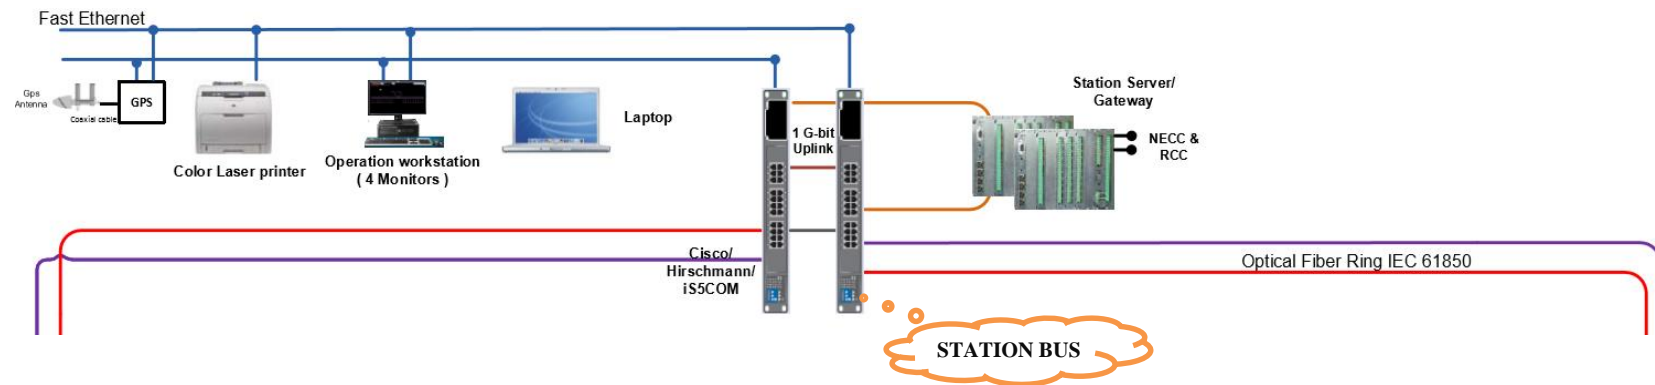 Fast Ethernet
Gps
Antenna
Coaxial cable
GPS
Color Laser printer
Operation workstation
( 4 Monitors )
Laptop
1 G-bit
Uplink
Station Server/
Gateway
NECC &
RCC
Cisco/
Hirschmann/
iS5COM
Optical Fiber Ring IEC 61850
STATION BUS